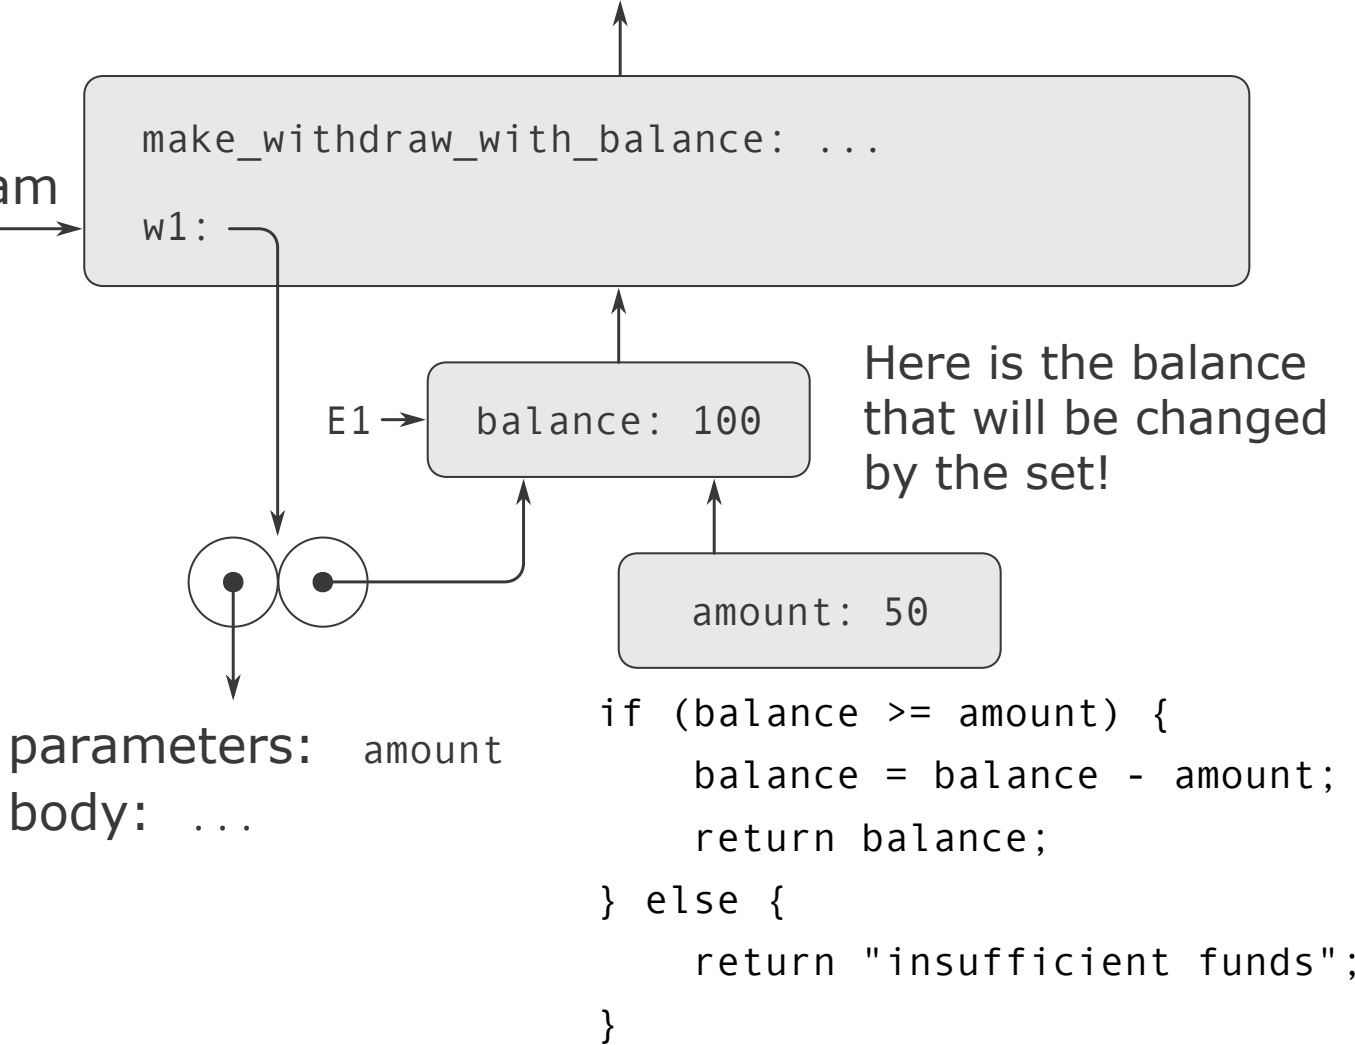 make_withdraw_with_balance: ...
am
w1:
Here is the balance
that will be changed
by the set!
E1
balance: 100
amount: 50
parameters: amount
body: ...
if (balance >= amount) {
    balance = balance - amount;
    return balance;
} else {
    return "insufficient funds";
}